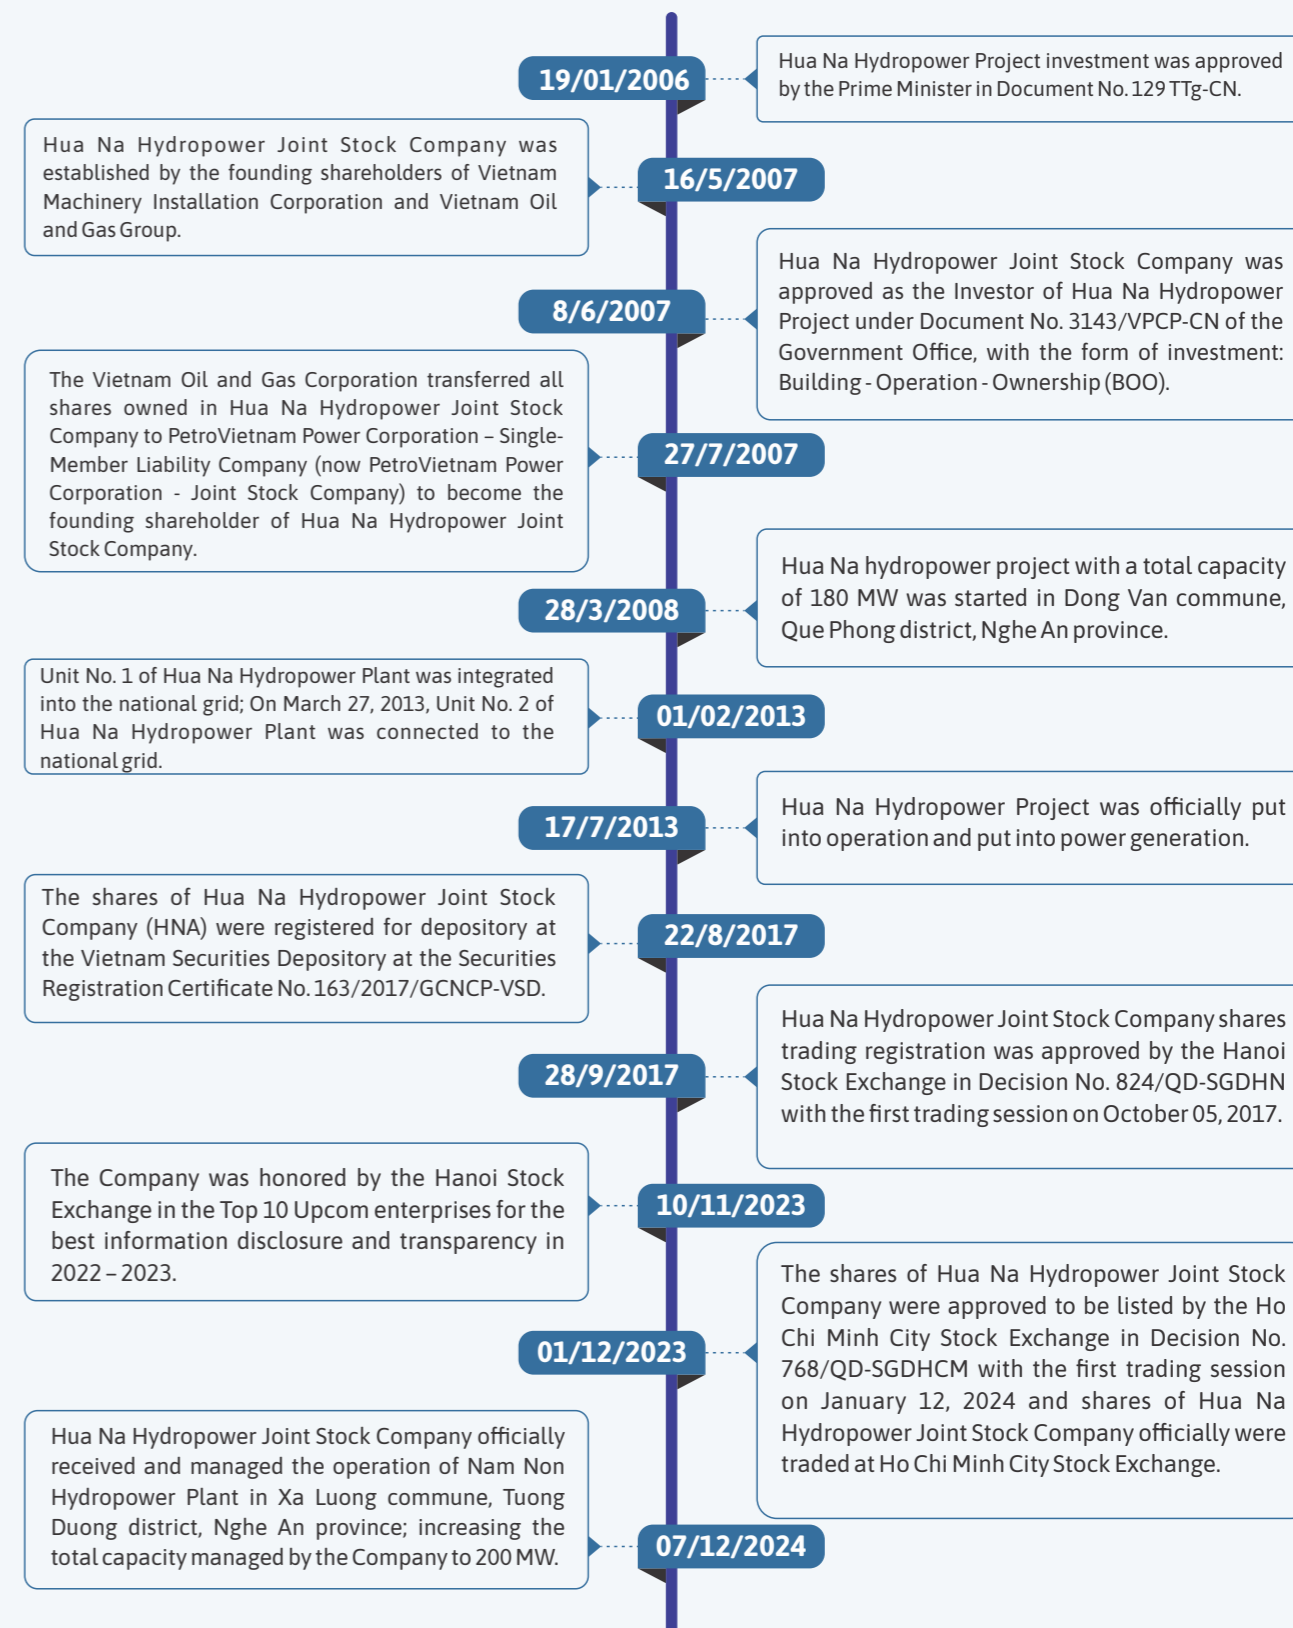 19/01/2006
Hua Na Hydropower Project investment was approved
by the Prime Minister in Document No. 129 TTg-CN.
Hua Na Hydropower Joint Stock Company was
established by the founding shareholders of Vietnam
Machinery Installation Corporation and Vietnam Oil
and Gas Group.
16/5/2007
8/6/2007
Hua Na Hydropower Joint Stock Company was
approved as the Investor of Hua Na Hydropower
Project under Document No. 3143/VPCP-CN of the
Government Office, with the form of investment:
Building - Operation - Ownership (BOO).
The Vietnam Oil and Gas Corporation transferred all
shares owned in Hua Na Hydropower Joint Stock
Company to PetroVietnam Power Corporation – Single-
Member Liability Company (now PetroVietnam Power
Corporation - Joint Stock Company) to become the
founding shareholder of Hua Na Hydropower Joint
Stock Company.
27/7/2007
28/3/2008
Hua Na hydropower project with a total capacity
of 180 MW was started in Dong Van commune,
Que Phong district, Nghe An province.
Unit No. 1 of Hua Na Hydropower Plant was integrated
into the national grid; On March 27, 2013, Unit No. 2 of
Hua Na Hydropower Plant was connected to the
national grid.
01/02/2013
17/7/2013
Hua Na Hydropower Project was officially put
into operation and put into power generation.
The shares of Hua Na Hydropower Joint Stock
Company (HNA) were registered for depository at
the Vietnam Securities Depository at the Securities
Registration Certificate No. 163/2017/GCNCP-VSD.
22/8/2017
28/9/2017
Hua Na Hydropower Joint Stock Company shares
trading registration was approved by the Hanoi
Stock Exchange in Decision No. 824/QD-SGDHN
with the first trading session on October 05, 2017.
The Company was honored by the Hanoi Stock
Exchange in the Top 10 Upcom enterprises for the
best information disclosure and transparency in
2022 – 2023.
10/11/2023
01/12/2023
The shares of Hua Na Hydropower Joint Stock
Company were approved to be listed by the Ho
Chi Minh City Stock Exchange in Decision No.
768/QD-SGDHCM with the first trading session
on January 12, 2024 and shares of Hua Na
Hydropower Joint Stock Company officially were
traded at Ho Chi Minh City Stock Exchange.
Hua Na Hydropower Joint Stock Company officially
received and managed the operation of Nam Non
Hydropower Plant in Xa Luong commune, Tuong
Duong district, Nghe An province; increasing the
total capacity managed by the Company to 200 MW.
07/12/2024